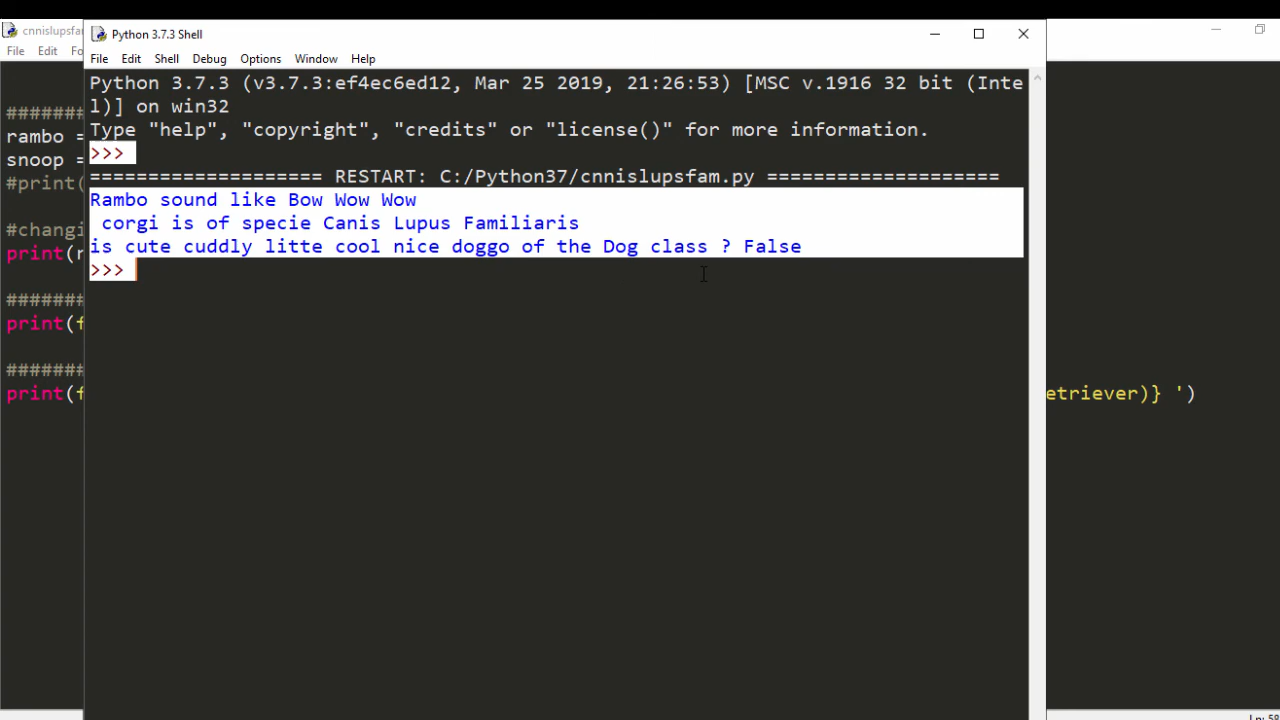 cnnislupsfam
File Edit Fo
#######
rambo =
snoop =
#print(
#changi
print(r
#######
print(f
#######
print(f
Python 3.7.3 Shell
File Edit Shell Debug Options Window Help
Python 3.7.3 (v3.7.3:ef4ec6ed12, Mar 25 2019, 21:26:53) [MSC v.1916 32 bit (Inte
l)] on win32
Type "help", "copyright", "credits" or "license()" for more information.
>>>
==================== RESTART: C:/Python37/cnnislupsfam.py ====================
Rambo sound like Bow Wow Wow
corgi is of specie Canis Lupus Familiaris
is cute cuddly litte cool nice doggo of the Dog class ? False
>>>
etriever)} ')